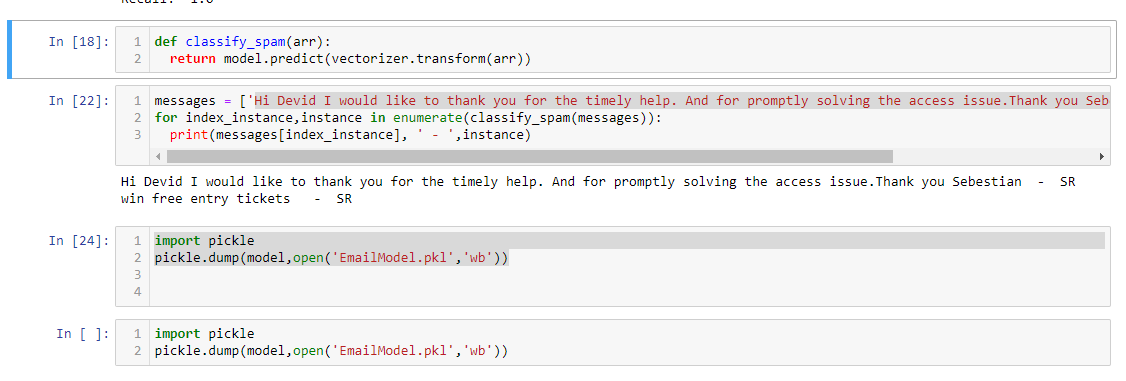 Recall: 1.0
In [18]:
1 def classify_spam(arr):
2 return model.predict(vectorizer.transform(arr))
In [22]:
1 messages = ['Hi Devid I would like to thank you for the timely help. And for promptly solving the access issue.Thank you Seb
2 for index_instance,instance in enumerate(classify_spam(messages)):
3 print(messages[index_instance], ' - ',instance)
Hi Devid I would like to thank you for the timely help. And for promptly solving the access issue.Thank you Sebestian - SR
win free entry tickets - SR
In [24]:
1 import pickle
2 pickle.dump(model,open('EmailModel.pkl','wb'))
3
4
In [ ]:
1 import pickle
2 pickle.dump(model,open('EmailModel.pkl','wb'))